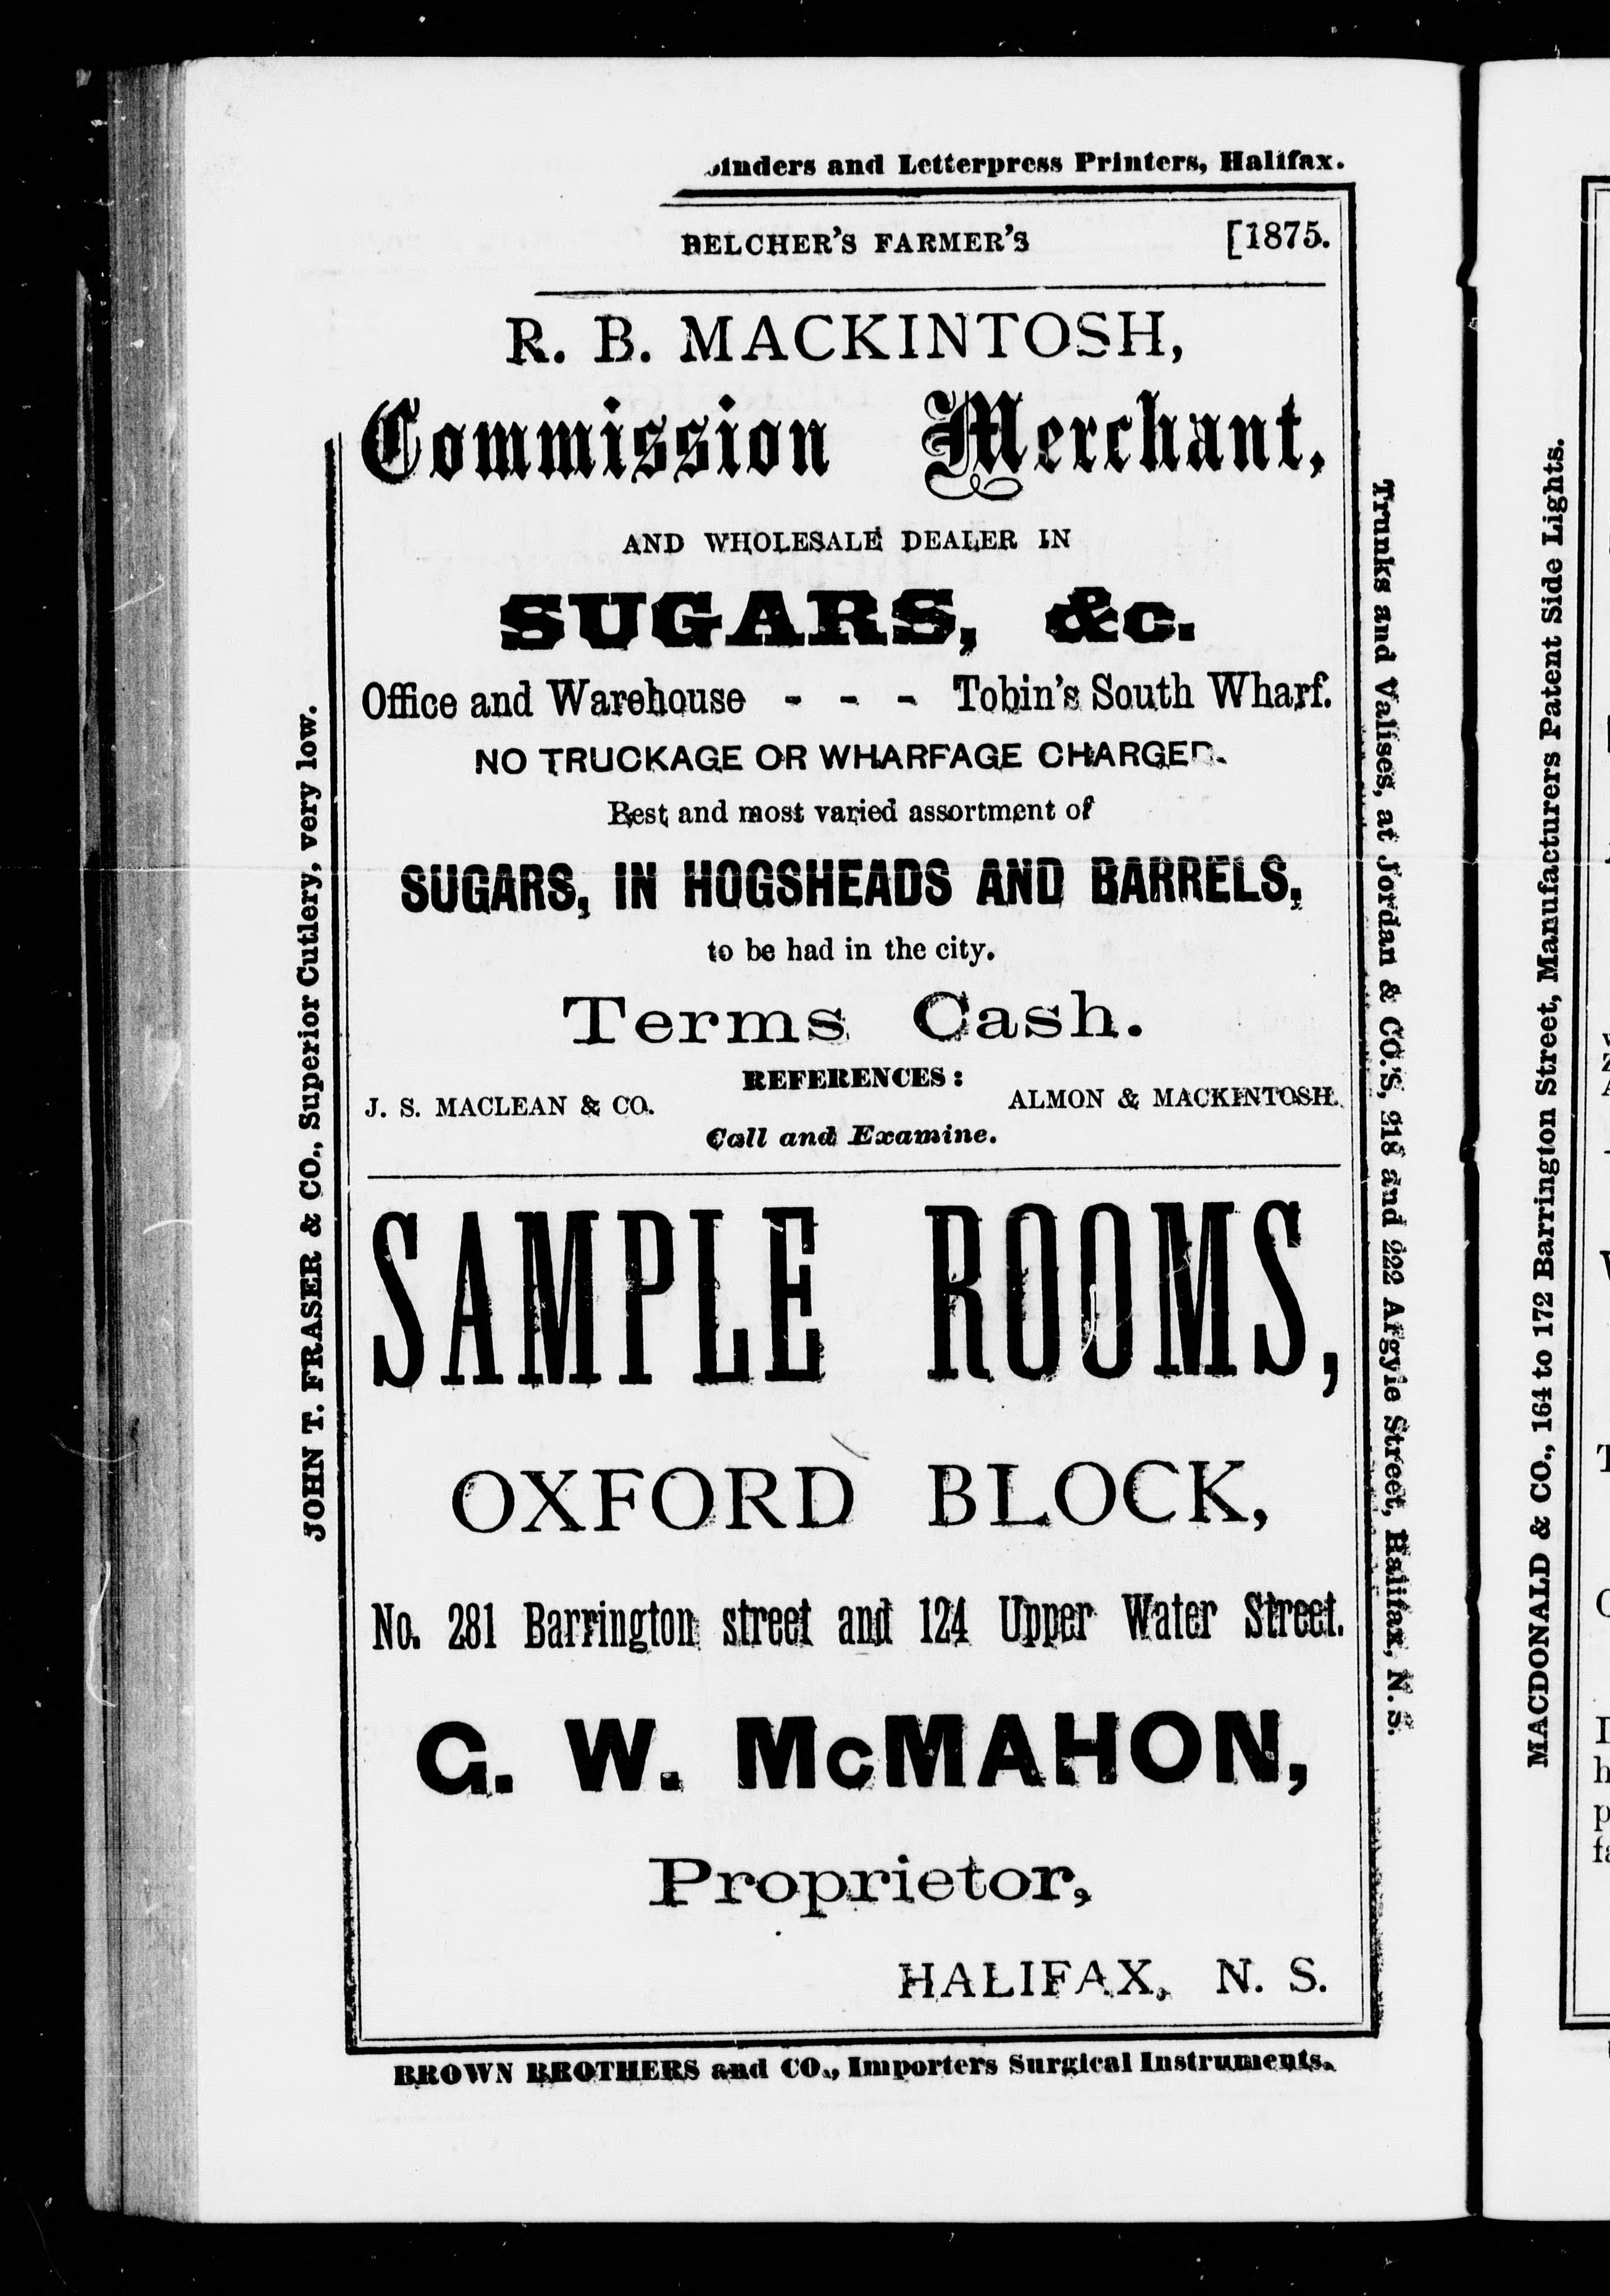 and Letterpress Printers, Halifax.
BELCHER'S FARMER'S [1875.
R. B. MACKINTOSH,
Commission Merchant,
AND WHOLESALE DEALER IN
SUGARS, &c.
Office and Warehouse - - - Tobin's South Wharf.
NO TRUCKAGE OR WHARFAGE CHARGED.
Best and most varied assortment of
SUGARS, IN HOGSHEADS AND BARRELS,
to be had in the city.
Terms Cash.
REFERENCES:
J. S. MACLEAN & CO. ALMON & MACKINTOSH.
Call and Examine.
SAMPLE ROOMS,
OXFORD BLOCK,
No. 281 Barrington street and 124 Upper Water Street.
G. W. McMAHON,
Proprietor,
HALIFAX, N. S.
BROWN BROTHERS and CO., Importers Surgical Instruments.
JOHN T. FRASER & CO., Superior Cutlery, very low.
Trunks and Valises, at Jordan & CO.'S, 218 and 222 Argyle Street, Halifax, N. S.
MACDONALD & CO., 164 to 172 Barrington Street, Manufacturers Patent Side Lights.